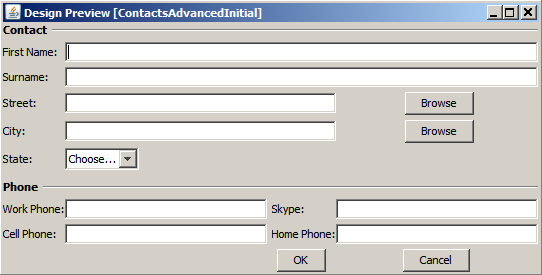 Design Preview [ContactsAdvancedInitial]
Contact
First Name:
Surname:
Street: Browse
City: Browse
State: Choose...
Phone
Work Phone: Skype:
Cell Phone: Home Phone:
OK Cancel